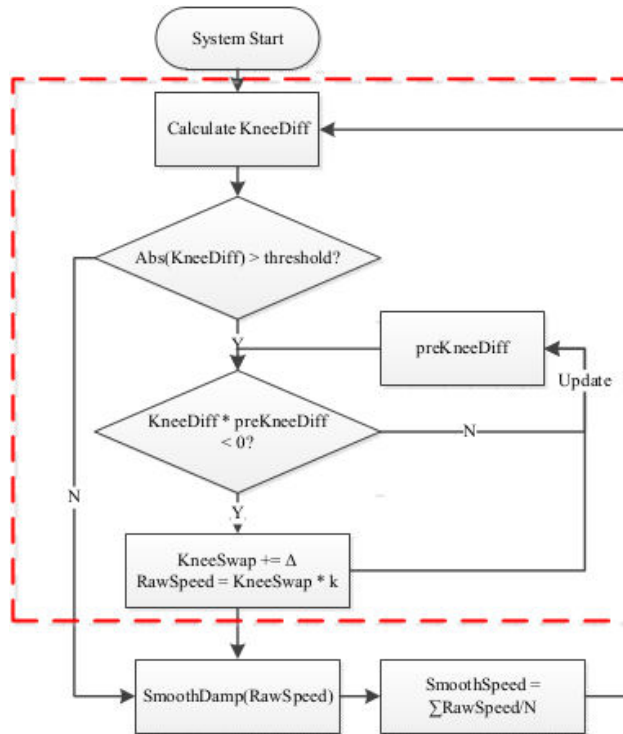 System Start
Calculate KneeDiff
Abs(KneeDiff) > threshold?
Y
preKneeDiff
Update
KneeDiff * preKneeDiff
< 0?
N
N
Y
KneeSwap += Δ
RawSpeed = KneeSwap * k
SmoothDamp(RawSpeed)
SmoothSpeed =
∑RawSpeed/N